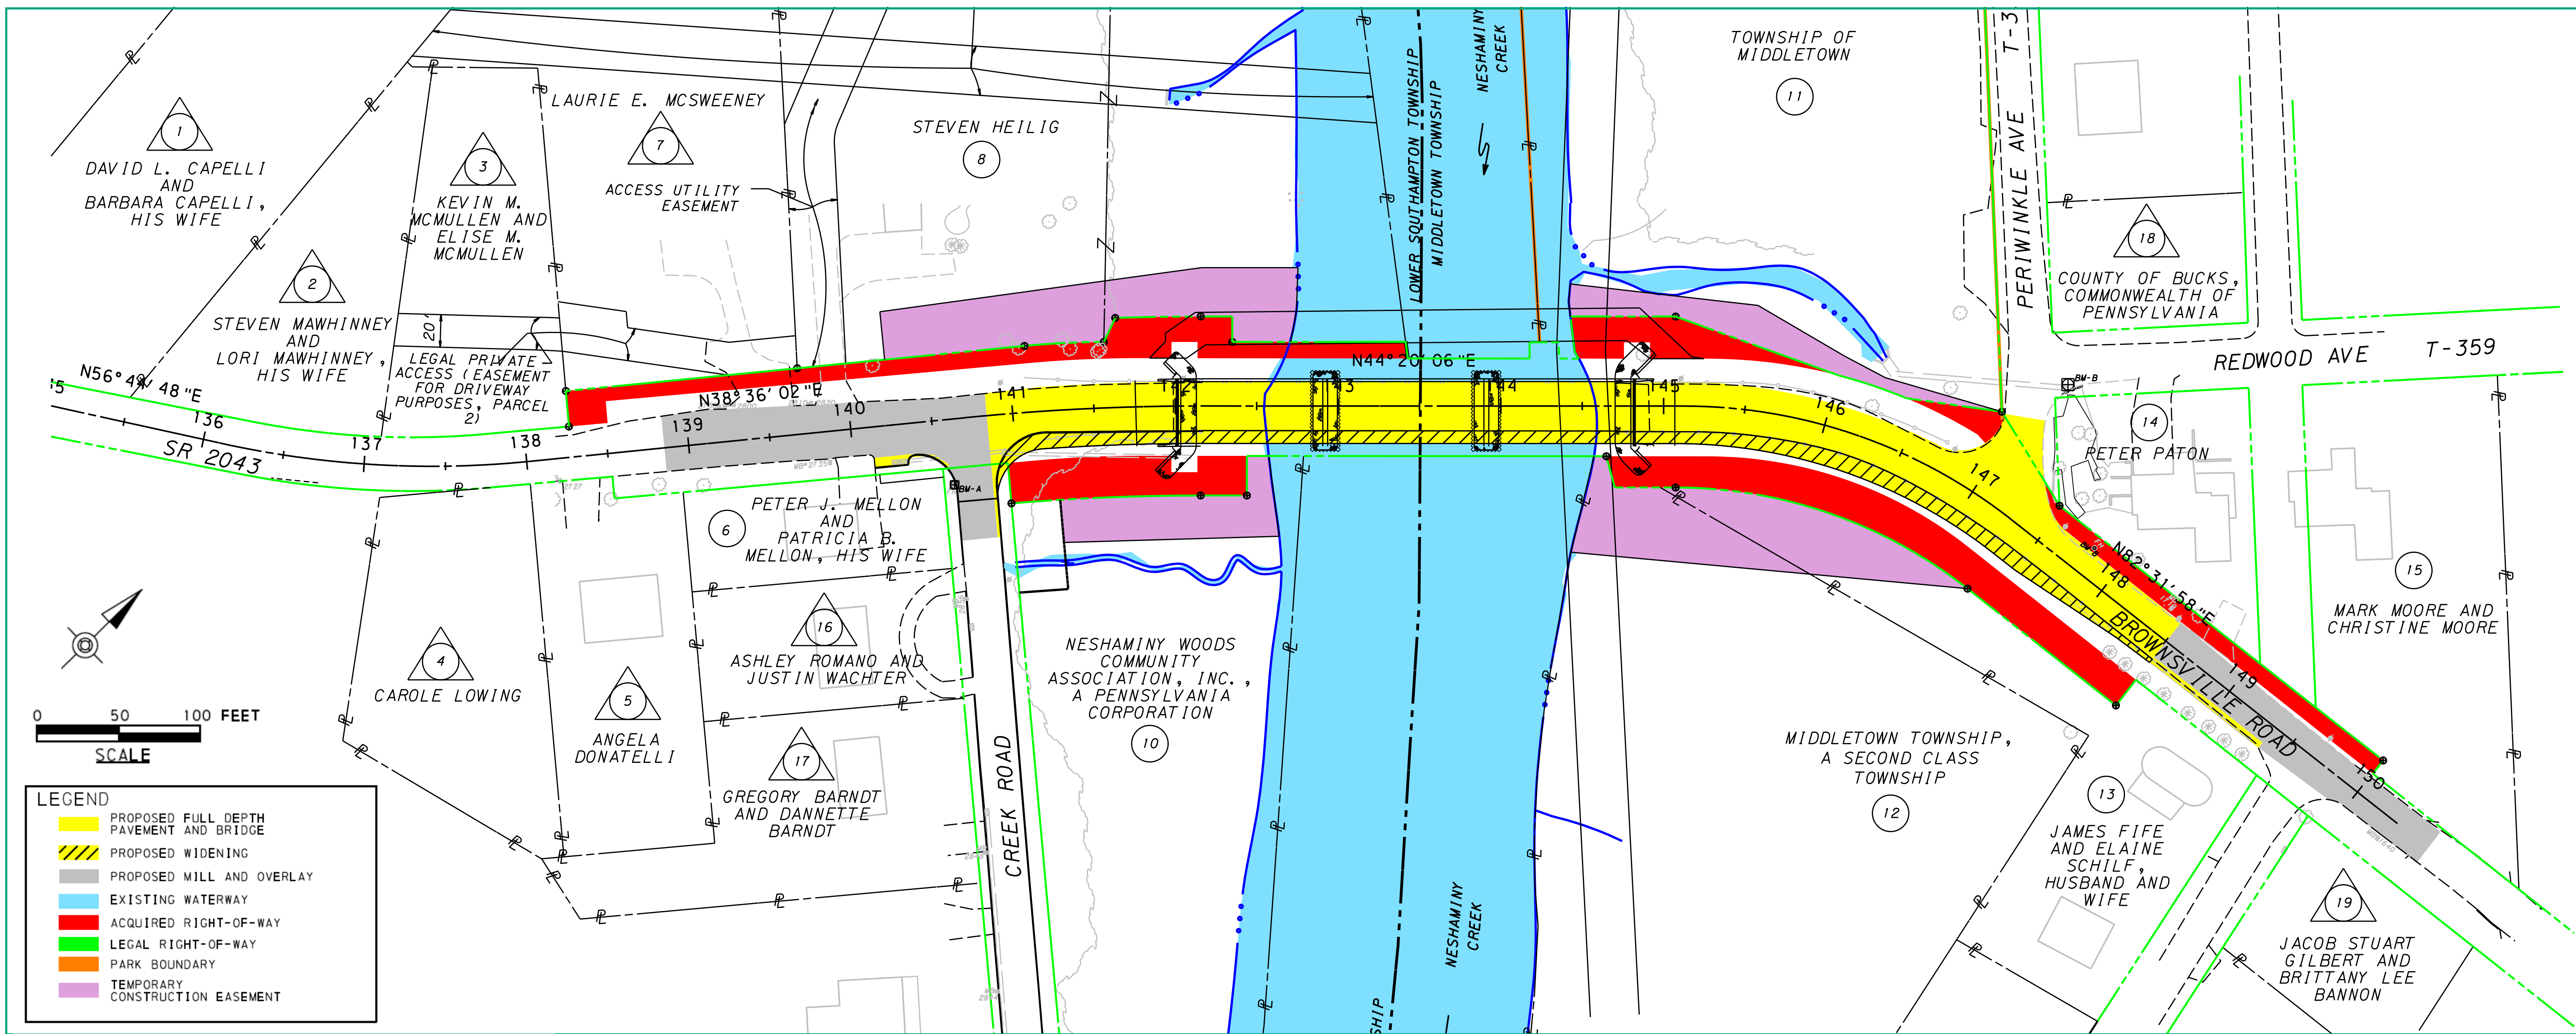 1
DAVID L. CAPELLI
AND
BARBARA CAPELLI,
HIS WIFE
2
STEVEN MAWHINNEY
AND
LORI MAWHINNEY,
HIS WIFE
3
KEVIN M.
MCMULLEN AND
ELISE M.
MCMULLEN
20'
LEGAL PRIVATE
ACCESS (EASEMENT
FOR DRIVEWAY
PURPOSES, PARCEL
2)
LAURIE E. MCSWEENEY
7
ACCESS UTILITY
EASEMENT
STEVEN HEILIG
8
LOWER SOUTHAMPTON TOWNSHIP
MIDDLETOWN TOWNSHIP
NESHAMINY
CREEK
TOWNSHIP OF
MIDDLETOWN
11
PERIWINKLE AVE T-3
18
COUNTY OF BUCKS,
COMMONWEALTH OF
PENNSYLVANIA
REDWOOD AVE T-359
BM-B
14
PETER PATON
15
MARK MOORE AND
CHRISTINE MOORE
N38°36'02"E
N44°20'06"E
N82°31'58"E
SR 2043
136
137
138
139
140
141
142
145
146
147
148
149
150
BROWNSVILLE ROAD
BM-A
PETER J. MELLON
AND
PATRICIA B.
MELLON, HIS WIFE
6
4
CAROLE LOWING
5
ANGELA
DONATELLI
16
ASHLEY ROMANO AND
JUSTIN WACHTER
17
GREGORY BARNDT
AND DANNETTE
BARNDT
CREEK ROAD
NESHAMINY WOODS
COMMUNITY
ASSOCIATION, INC.,
A PENNSYLVANIA
CORPORATION
10
NESHAMINY
CREEK
MIDDLETOWN TOWNSHIP,
A SECOND CLASS
TOWNSHIP
12
13
JAMES FIFE
AND ELAINE
SCHILF,
HUSBAND AND
WIFE
19
JACOB STUART
GILBERT AND
BRITTANY LEE
BANNON
0 50 100 FEET
SCALE
LEGEND
PROPOSED FULL DEPTH
PAVEMENT AND BRIDGE
PROPOSED WIDENING
PROPOSED MILL AND OVERLAY
EXISTING WATERWAY
ACQUIRED RIGHT-OF-WAY
LEGAL RIGHT-OF-WAY
PARK BOUNDARY
TEMPORARY
CONSTRUCTION EASEMENT